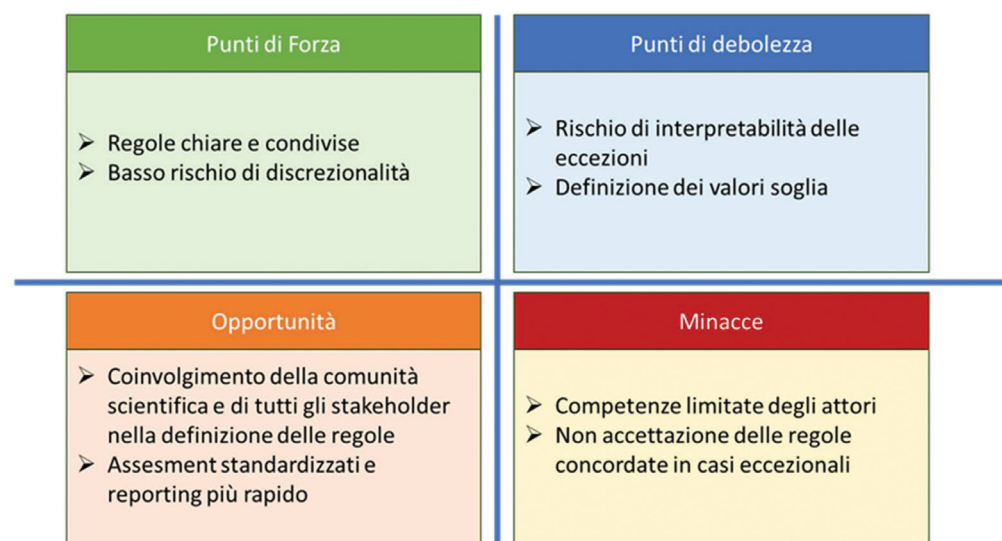 Punti di Forza
➢ Regole chiare e condivise
➢ Basso rischio di discrezionalità
Punti di debolezza
➢ Rischio di interpretabilità delle
eccezioni
➢ Definizione dei valori soglia
Opportunità
➢ Coinvolgimento della comunità
scientifica e di tutti gli stakeholder
nella definizione delle regole
➢ Assesment standardizzati e
reporting più rapido
Minacce
➢ Competenze limitate degli attori
➢ Non accettazione delle regole
concordate in casi eccezionali